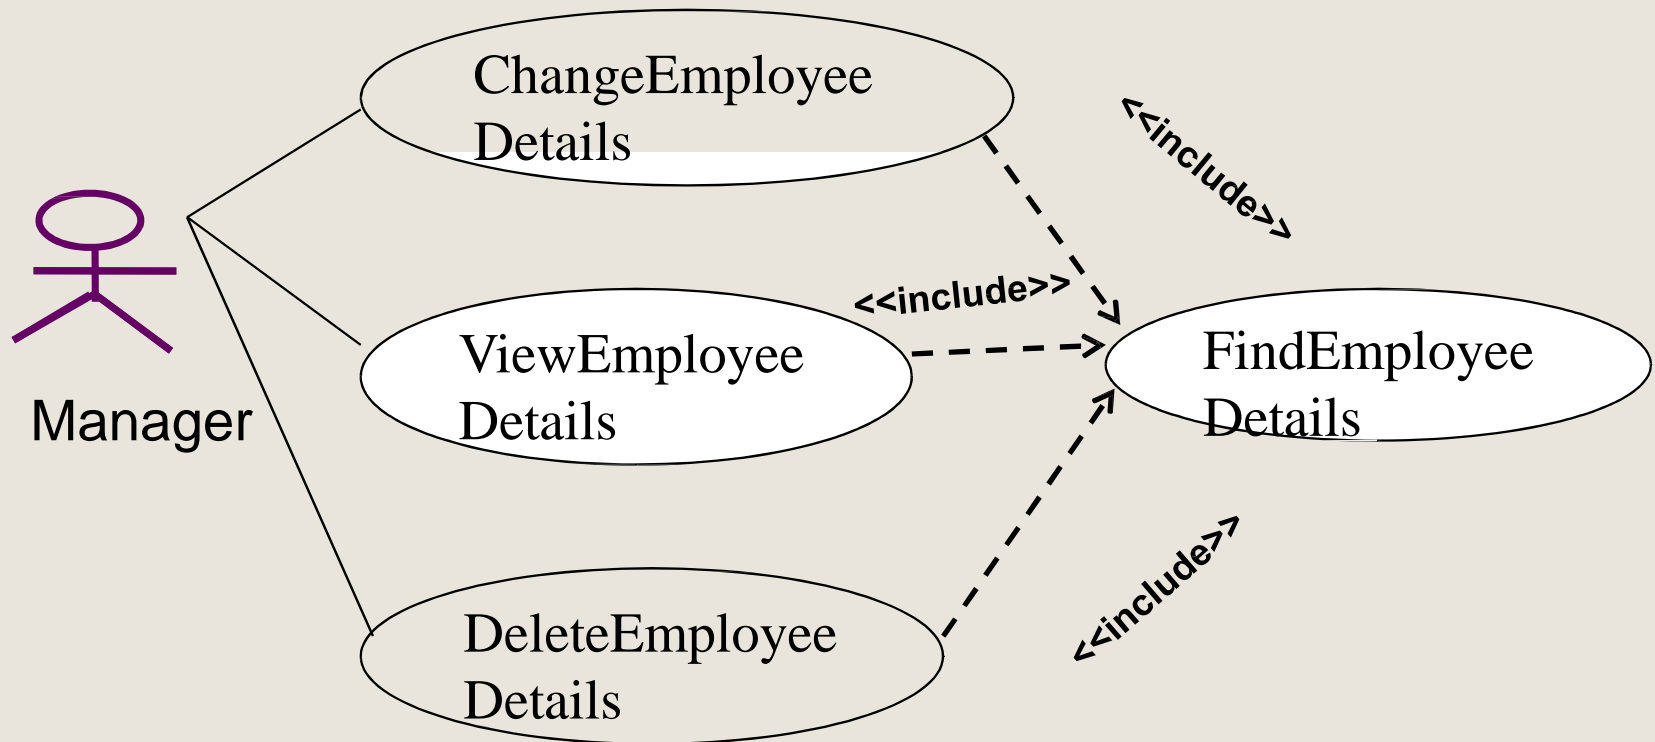 ChangeEmployee
Details
<<include>>
<<include>>
ViewEmployee
Details
FindEmployee
Details
Manager
<<include>>
DeleteEmployee
Details